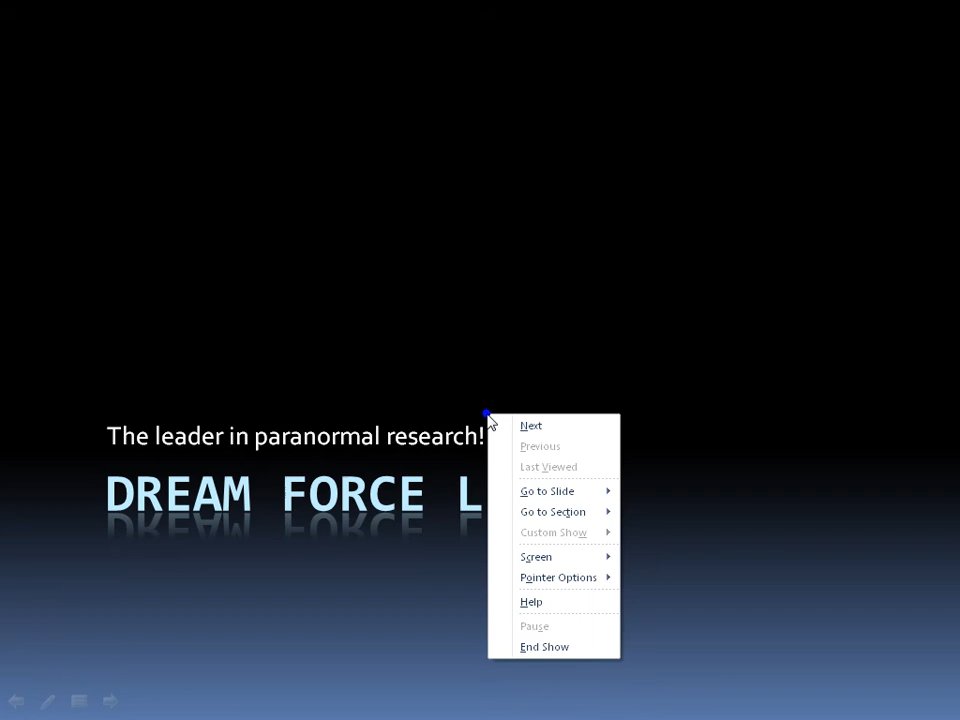 The leader in paranormal research!
DREAM FORCE L
Next
Previous
Last Viewed
Go to Slide
Go to Section
Custom Show
Screen
Pointer Options
Help
Pause
End Show